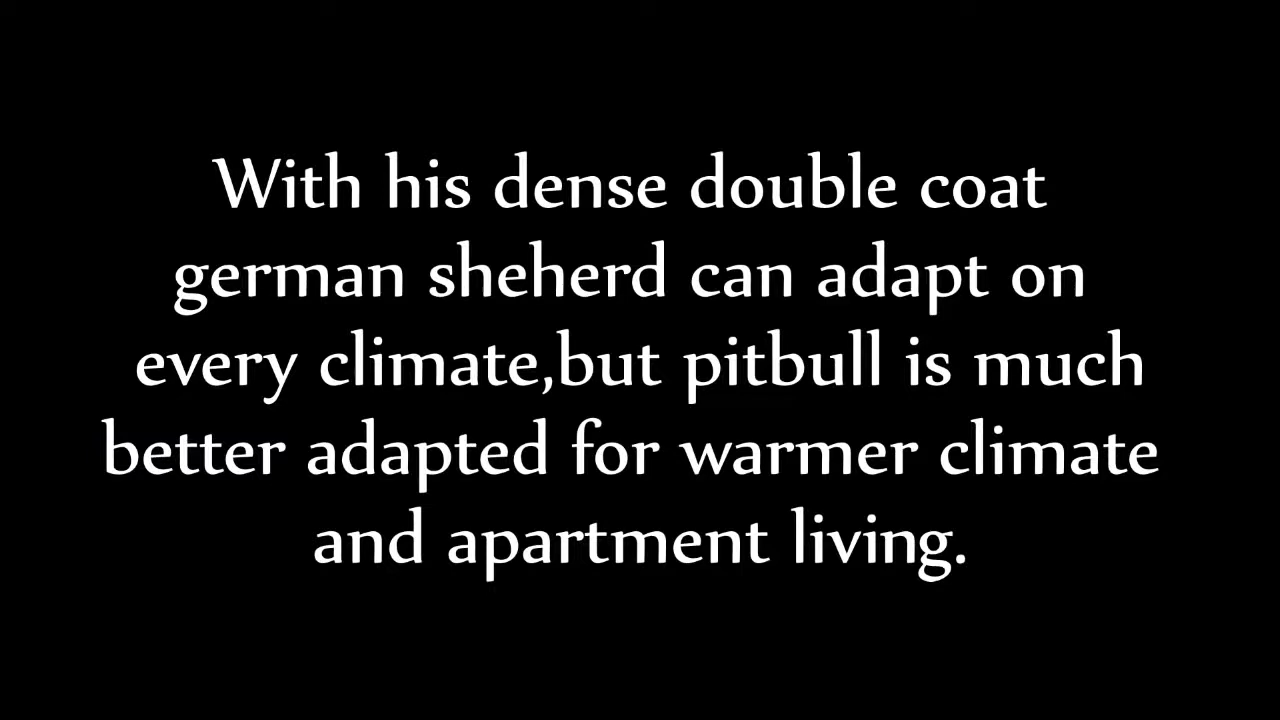 With his dense double coat
german sheherd can adapt on
every climate,but pitbull is much
better adapted for warmer climate
and apartment living.